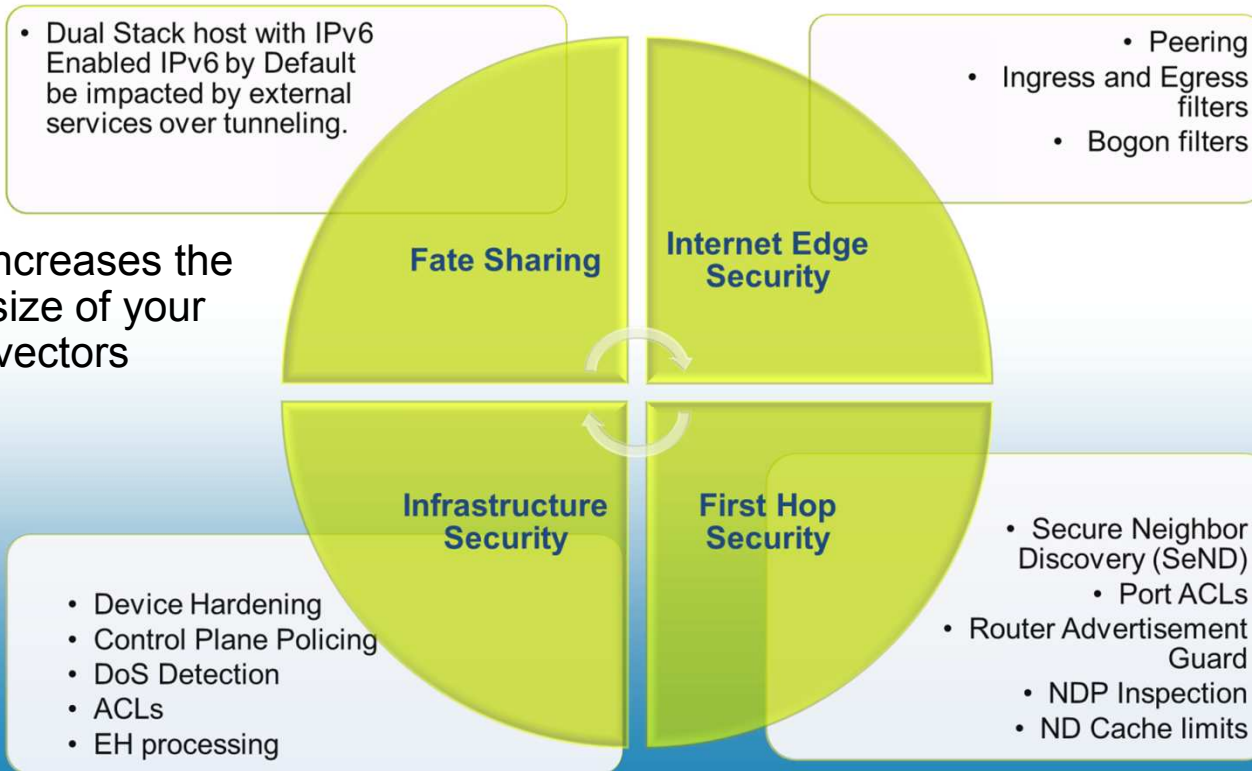 • Dual Stack host with IPv6
Enabled IPv6 by Default
be impacted by external
services over tunneling.
• Peering
• Ingress and Egress
filters
• Bogon filters
ncreases the
size of your
vectors
Fate Sharing
Internet Edge
Security
Infrastructure
Security
First Hop
Security
• Device Hardening
• Control Plane Policing
• DoS Detection
• ACLs
• EH processing
• Secure Neighbor
Discovery (SeND)
• Port ACLs
• Router Advertisement
Guard
• NDP Inspection
• ND Cache limits